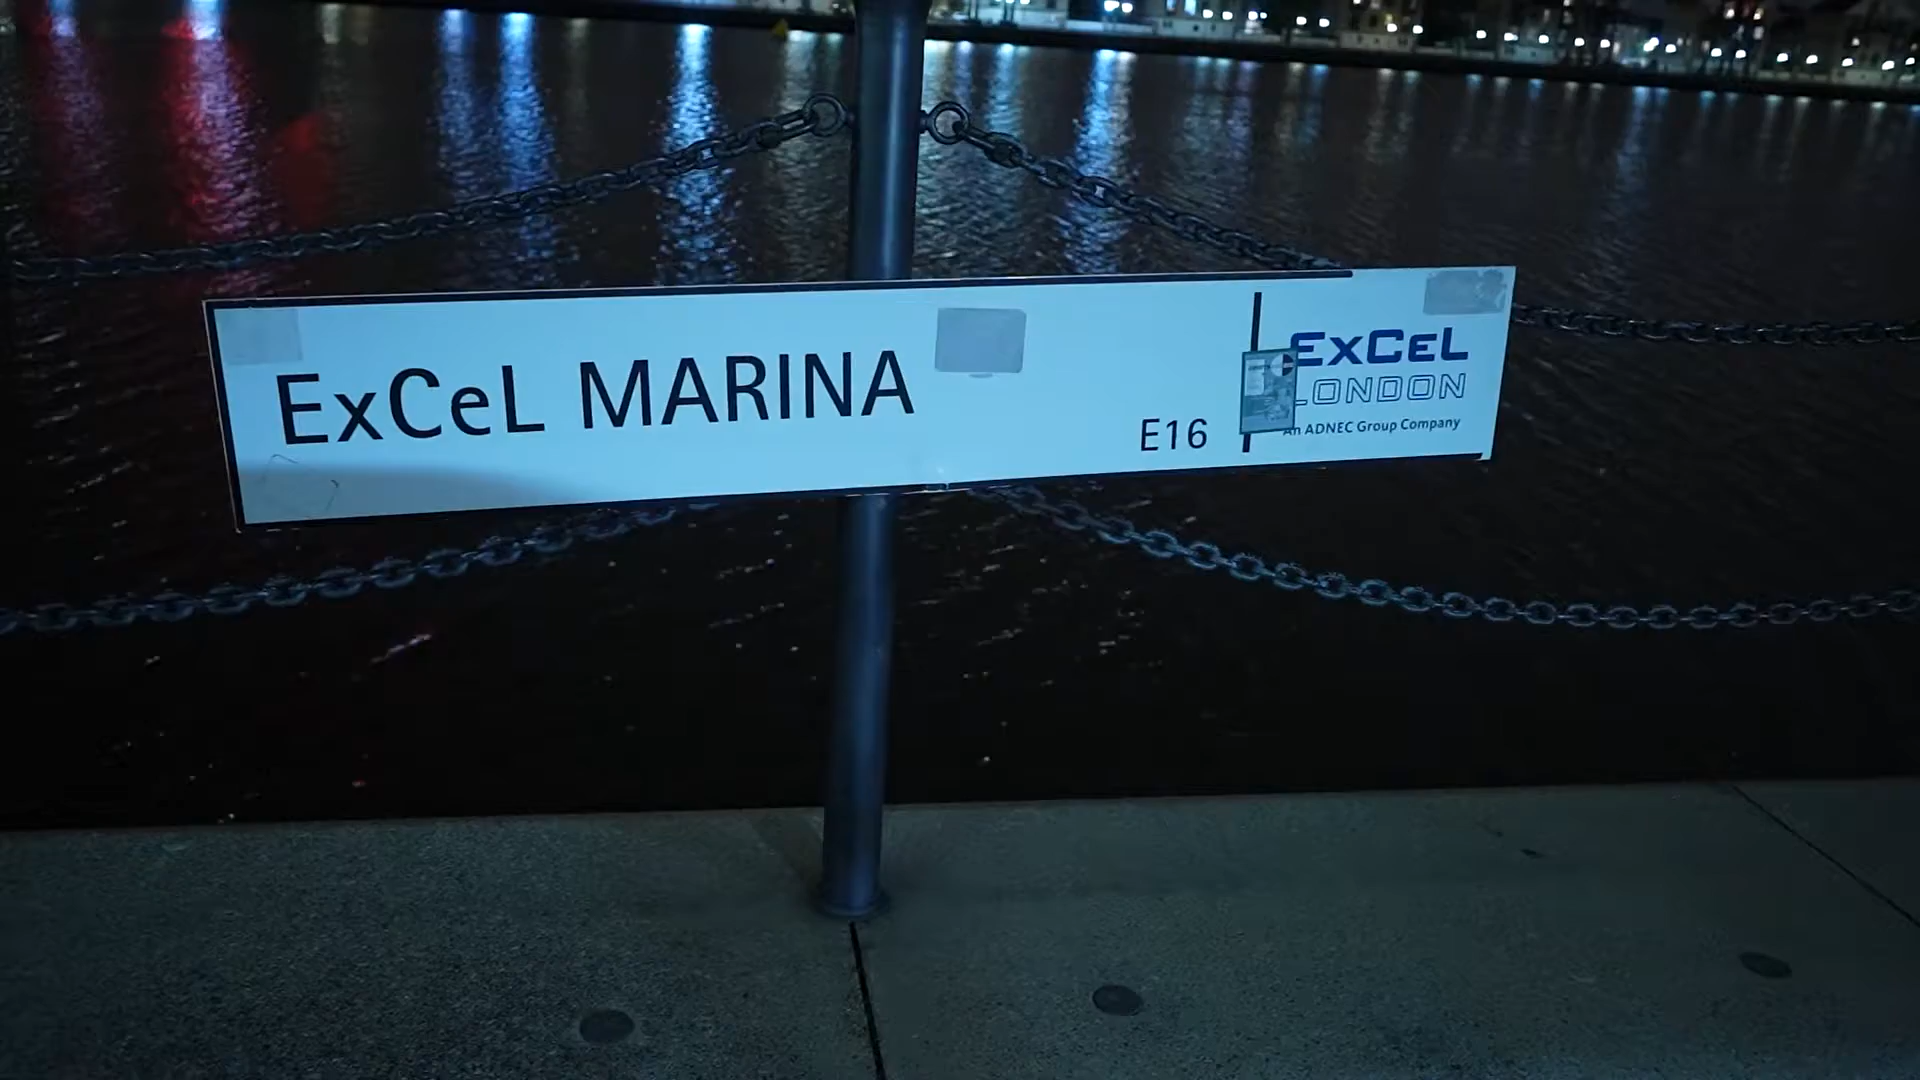 ExCeL MARINA
E16
ExCeL
LONDON
An ADNEC Group Company